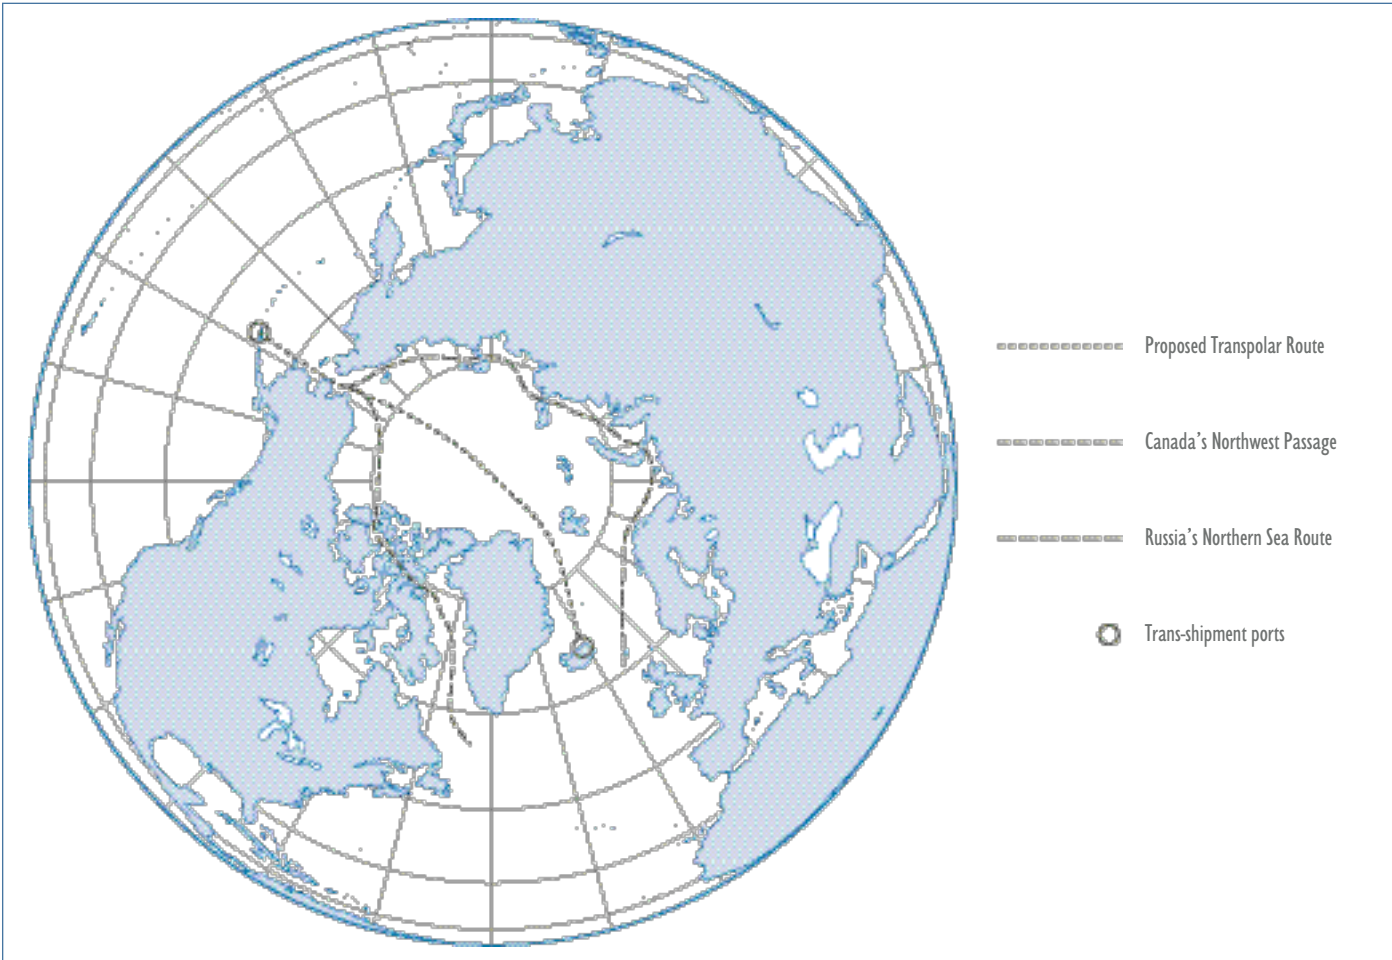 Proposed Transpolar Route
Canada's Northwest Passage
Russia's Northern Sea Route
Trans-shipment ports